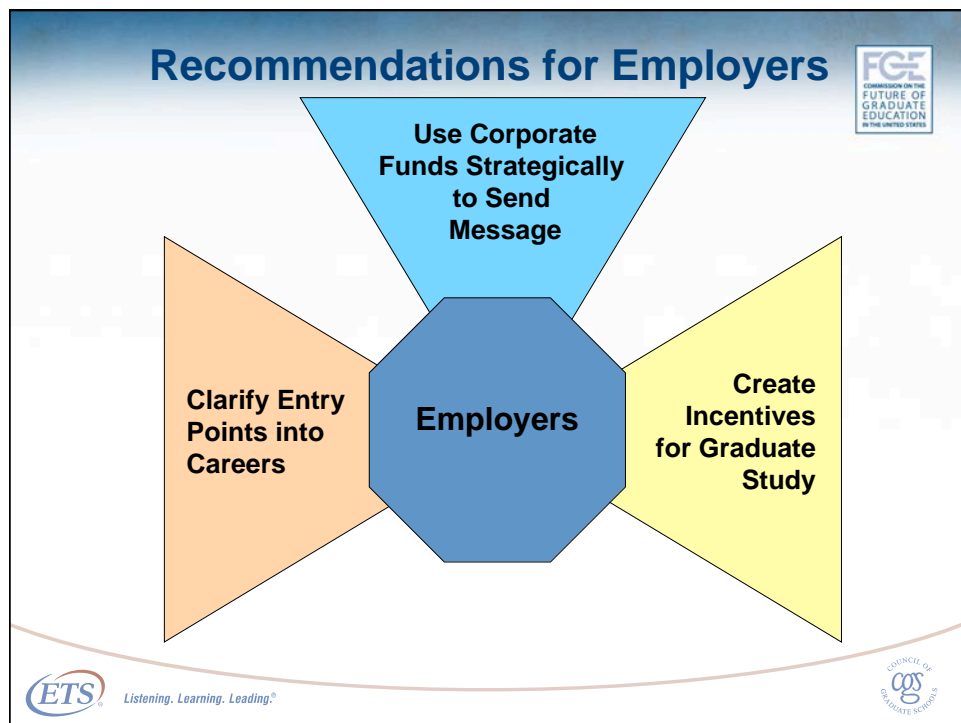 Recommendations for Employers
FGE
COMMISSION ON THE
FUTURE OF
GRADUATE
EDUCATION
IN THE UNITED STATES
Use Corporate
Funds Strategically
to Send
Message
Clarify Entry
Points into
Careers
Employers
Create
Incentives
for Graduate
Study
ETS Listening. Learning. Leading.®
COUNCIL OF
cgs
GRADUATE SCHOOLS